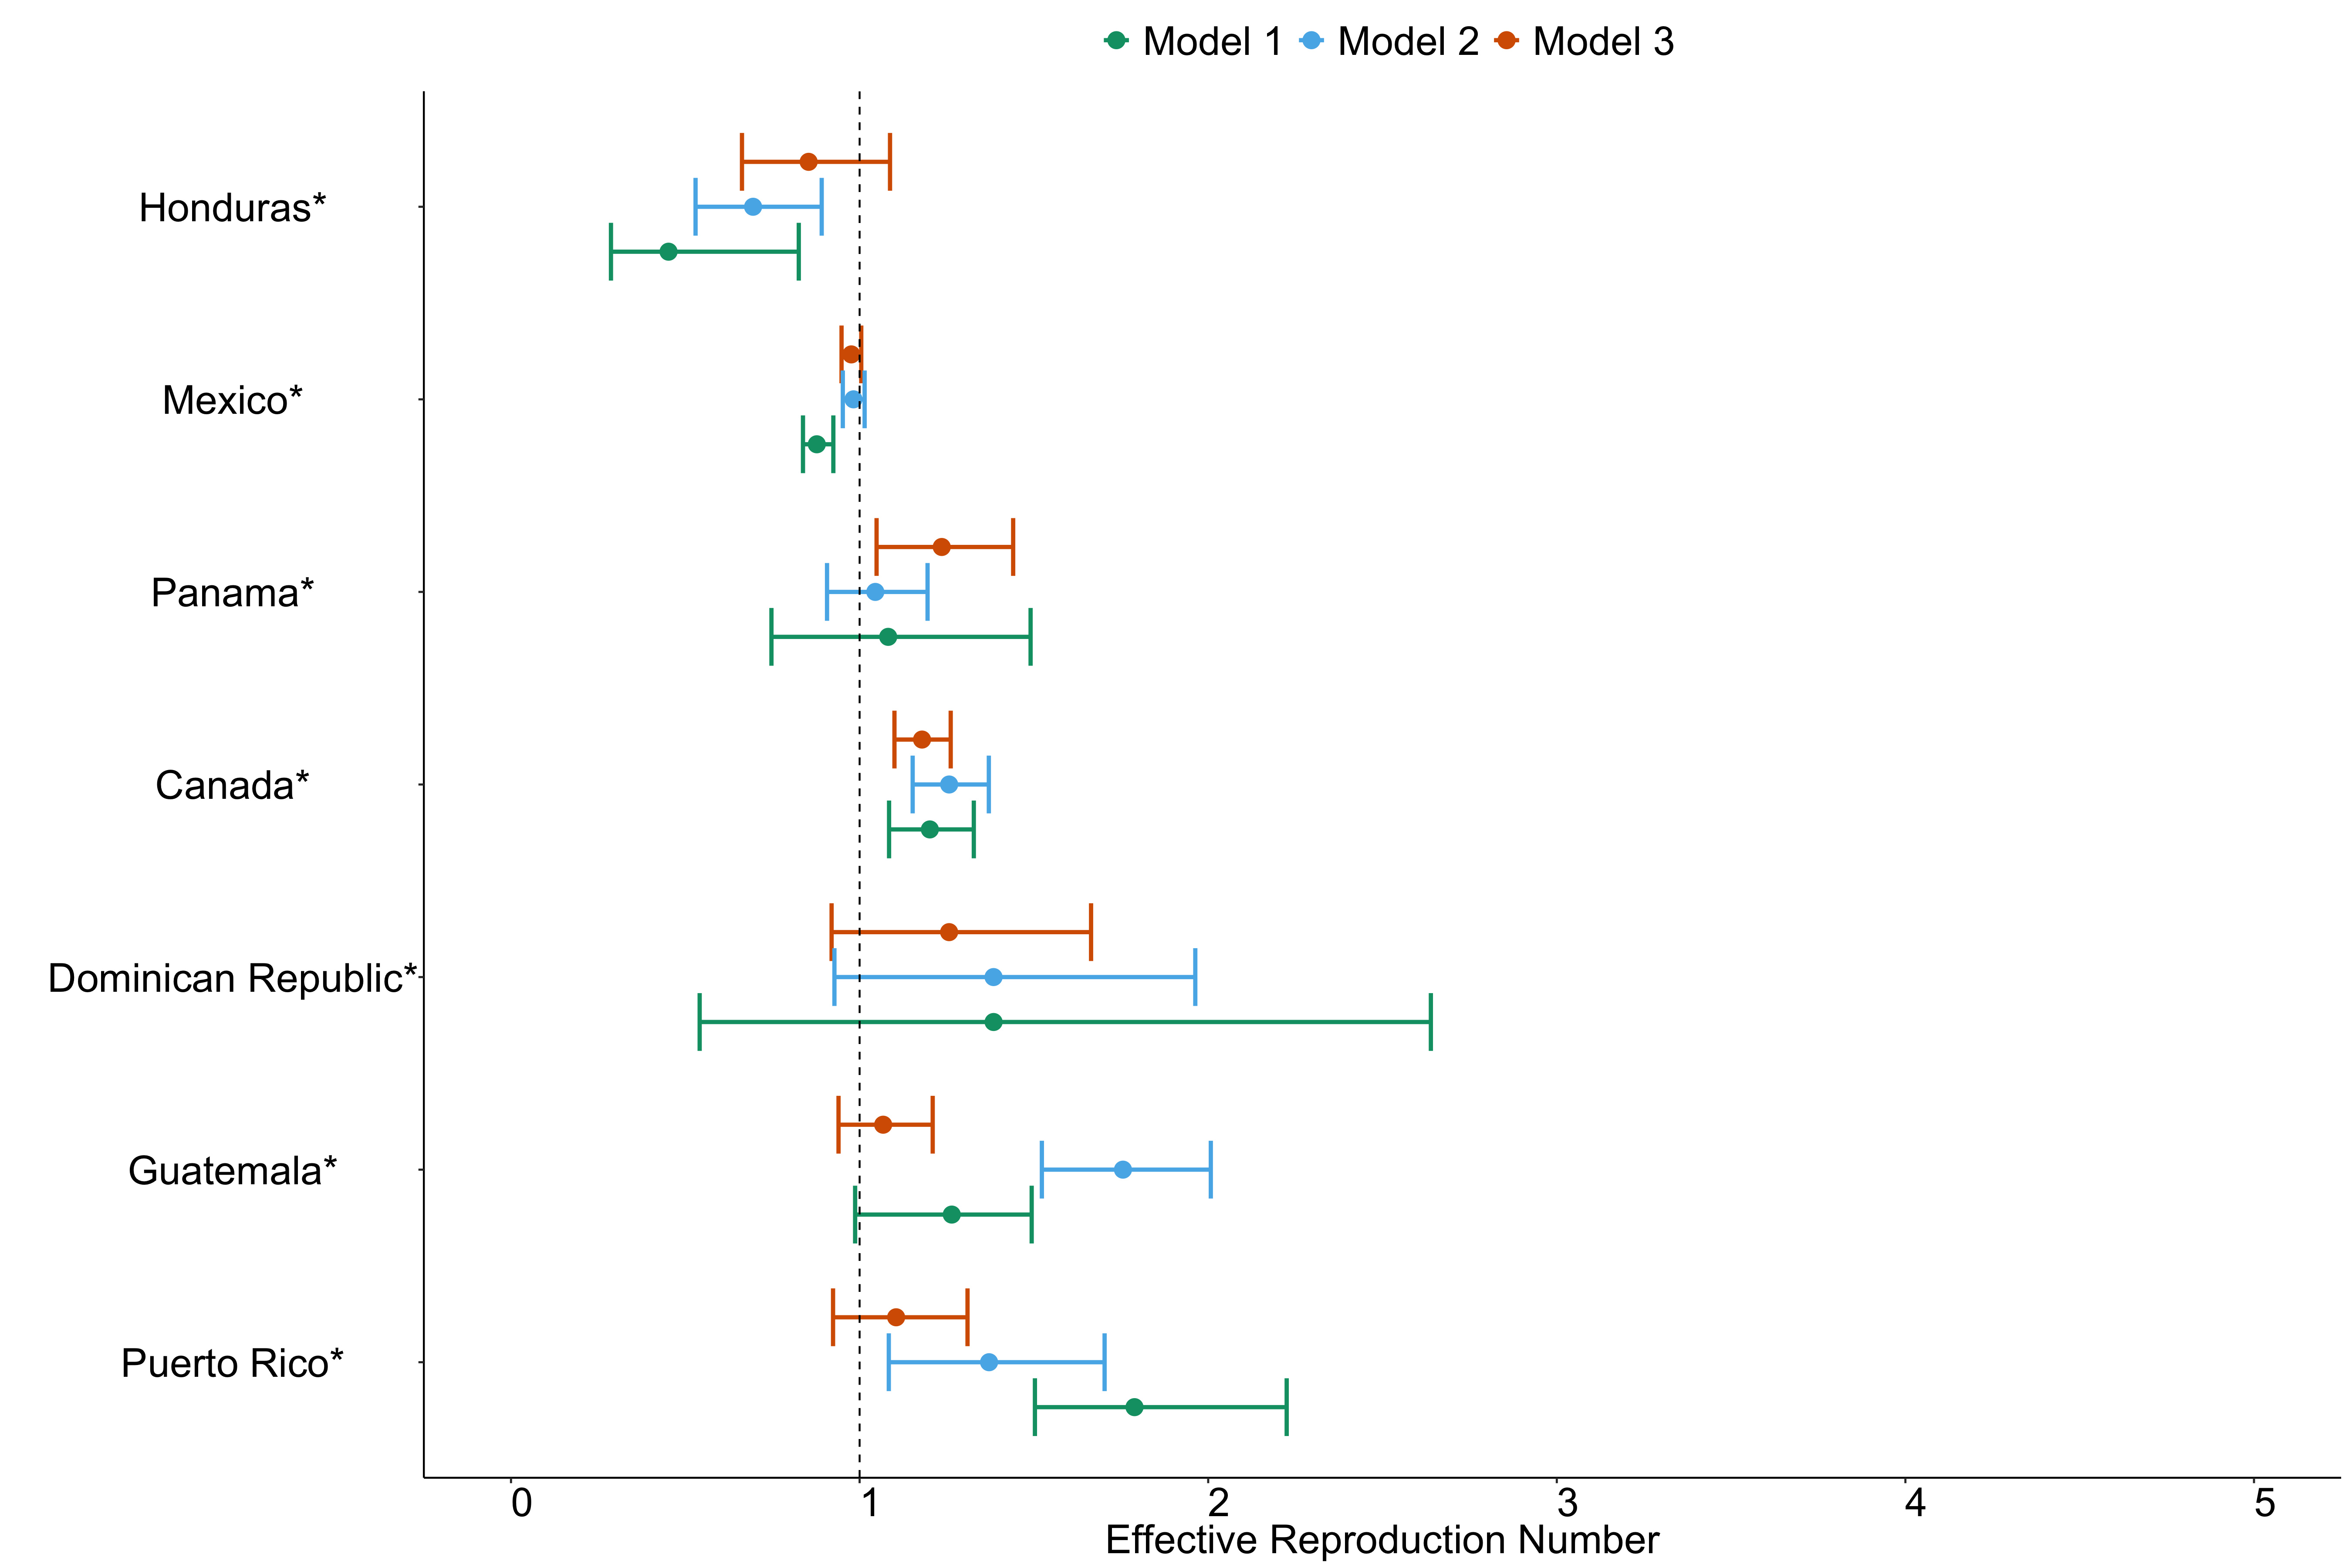 Model 1 Model 2 Model 3
Honduras*
Mexico*
Panama*
Canada*
Dominican Republic*
Guatemala*
Puerto Rico*
0 1 2 3 4 5
Effective Reproduction Number